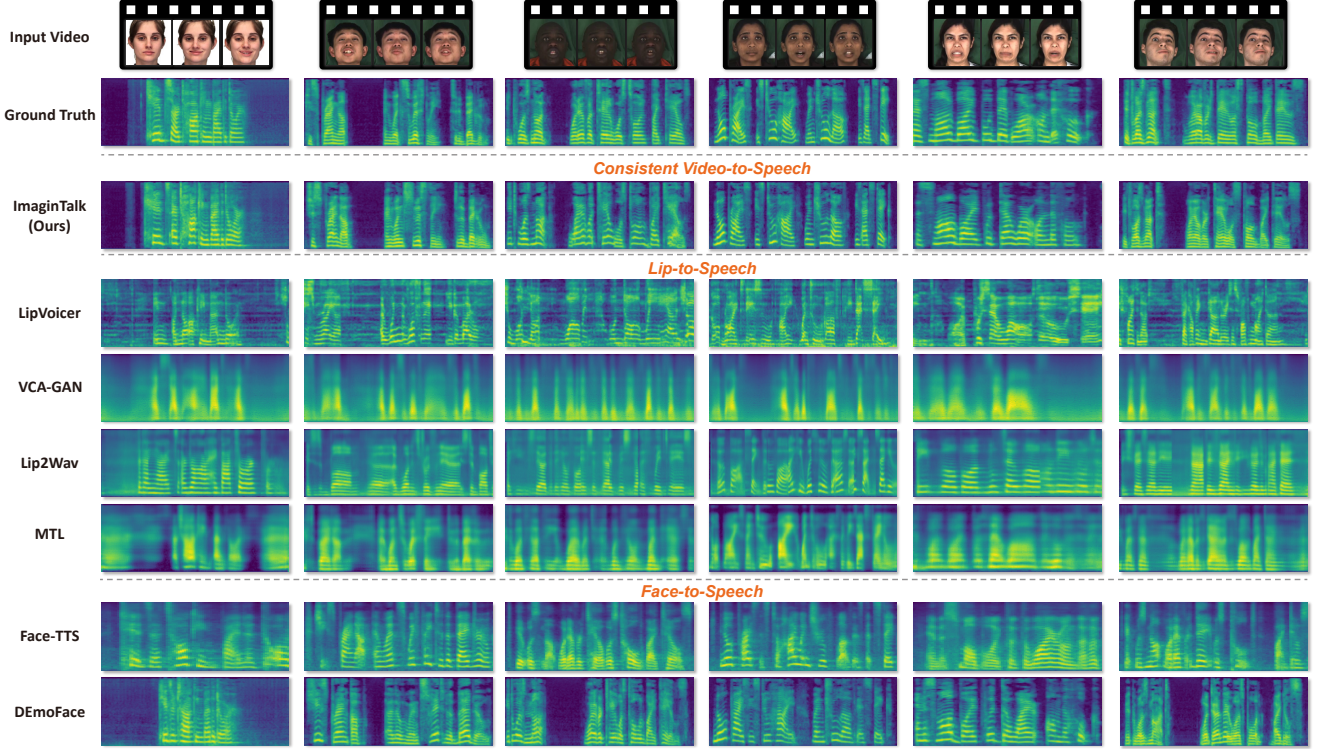 Input Video
Ground Truth
Consistent Video-to-Speech
ImaginTalk
(Ours)
Lip-to-Speech
LipVoicer
VCA-GAN
Lip2Wav
MTL
Face-to-Speech
Face-TTS
DEmoFace